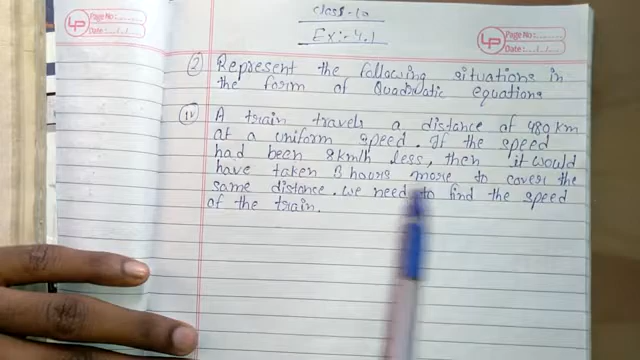 Class-10
Ex:- 4.1
LP Page No:
Date: / /
LP Page No.:
Date: / /
② Represent the following situations in
the form of Quadratic equations
(iv) A train travels a distance of 480 km
at a uniform speed. If the speed
had been 8km/h less, then it would
have taken 3 hours more to cover the
same distance. we need to find the speed
of the train.